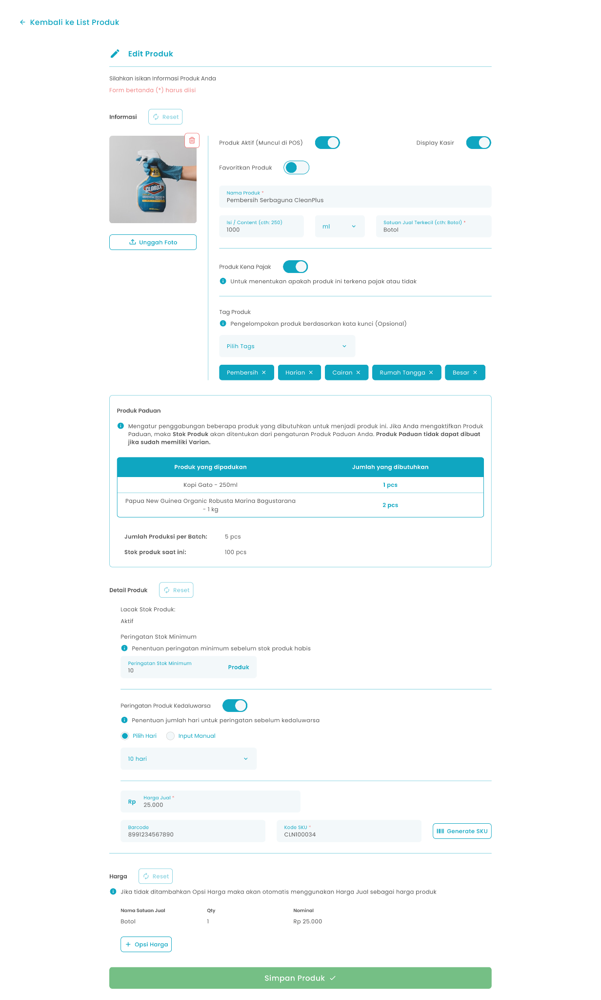 Kembali ke List Produk
Edit Produk
Silahkan isikan Informasi Produk Anda
Form bertanda (*) harus diisi
Informasi
Reset
40
CLOROX
Unggah Foto
Produk Aktif (Muncul di POS)
Display Kasir
Favoritkan Produk
Nama Produk *
Pembersih Serbaguna CleanPlus
Isi / Content (cth: 250)
1000
ml
Satuan Jual Terkecil (cth: Botol) *
Botol
Produk Kena Pajak
Untuk menentukan apakah produk ini terkena pajak atau tidak
Tag Produk
Pengelompokan produk berdasarkan kata kunci (Opsional)
Pilih Tags
Pembersih
Harian
Cairan
Rumah Tangga
Besar
Produk Paduan
Mengatur penggabungan beberapa produk yang dibutuhkan untuk menjadi produk ini. Jika Anda mengaktifkan Produk
Paduan, maka Stok Produk akan ditentukan dari pengaturan Produk Paduan Anda. Produk Paduan tidak dapat dibuat
jika sudah memiliki Varian.
Produk yang dipadukan
Jumlah yang dibutuhkan
Kopi Gato - 250ml
1 pcs
Papua New Guinea Organic Robusta Marina Bagustarana
- 1 kg
2 pcs
Jumlah Produksi per Batch:
5 pcs
Stok produk saat ini:
100 pcs
Detail Produk
Reset
Lacak Stok Produk:
Aktif
Peringatan Stok Minimum
Penentuan peringatan minimum sebelum stok produk habis
Peringatan Stok Minimum
10
Produk
Peringatan Produk Kedaluwarsa
Penentuan jumlah hari untuk peringatan sebelum kedaluwarsa
Pilih Hari
Input Manual
10 hari
Rp
Harga Jual *
25.000
Barcode
8991234567890
Kode SKU *
CLN100034
Generate SKU
Harga
Reset
Jika tidak ditambahkan Opsi Harga maka akan otomatis menggunakan Harga Jual sebagai harga produk
Nama Satuan Jual
Qty
Nominal
Botol
1
Rp 25.000
Opsi Harga
Simpan Produk